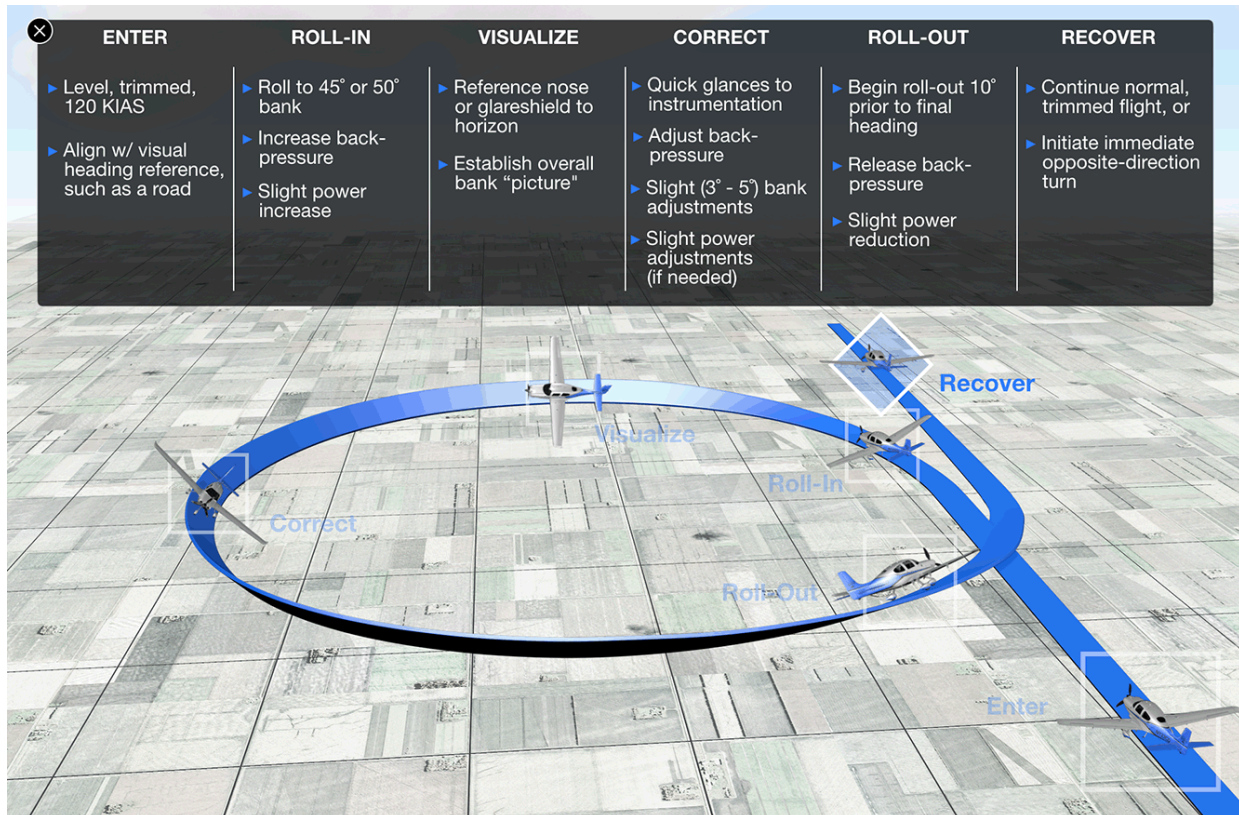 ENTER
Level, trimmed,
120 KIAS
Align w/ visual
heading reference,
such as a road
ROLL-IN
Roll to 45° or 50°
bank
Increase back-
pressure
Slight power
increase
VISUALIZE
Reference nose
or glareshield to
horizon
Establish overall
bank “picture"
CORRECT
Quick glances to
instrumentation
Adjust back-
pressure
Slight (3° - 5°) bank
adjustments
Slight power
adjustments
(if needed)
ROLL-OUT
Begin roll-out 10°
prior to final
heading
Release back-
pressure
Slight power
reduction
RECOVER
Continue normal,
trimmed flight, or
Initiate immediate
opposite-direction
turn
Recover
Visualize
Roll-In
Correct
Roll-Out
Enter